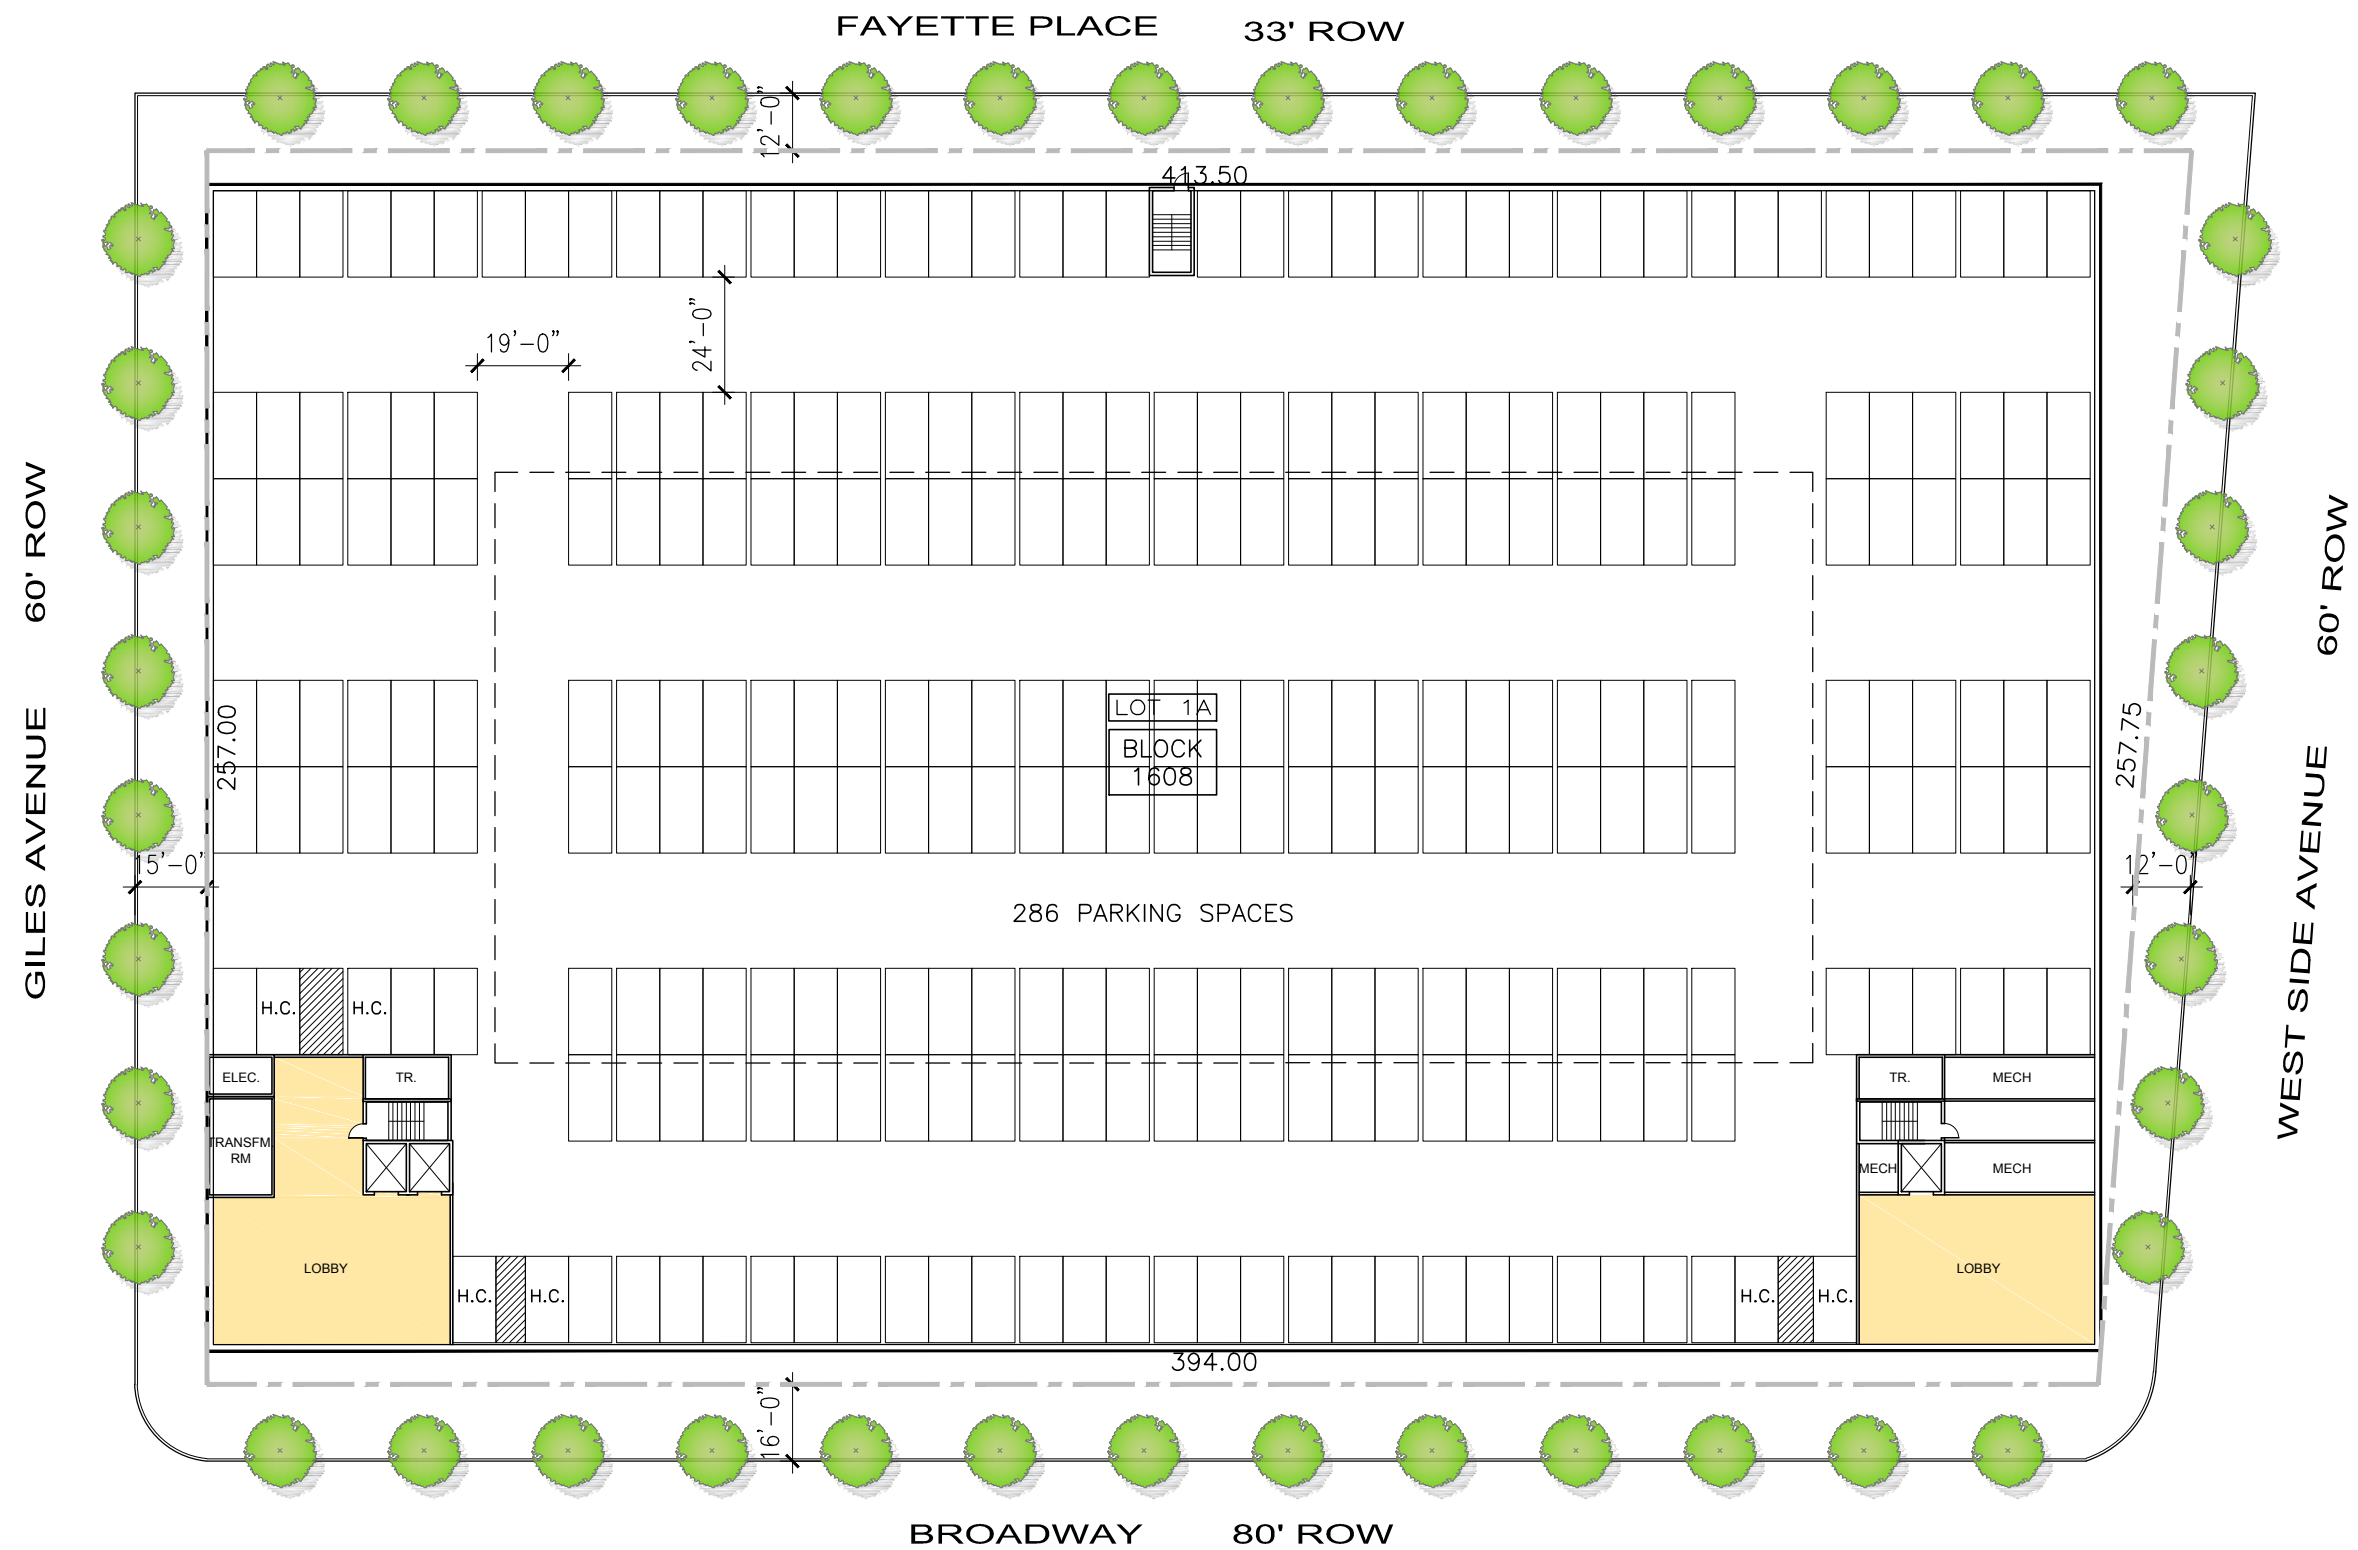 FAYETTE PLACE 33' ROW
12'-0"
413.50
24'-0"
19'-0"
GILES AVENUE 60' ROW
WEST SIDE AVENUE 60' ROW
257.00
LOT 1A
BLOCK
1608
257.75
15'-0"
12'-0"
286 PARKING SPACES
H.C.
H.C.
ELEC.
TR.
TR.
MECH
TRANSFM.
RM
MECH
MECH
LOBBY
LOBBY
H.C.
H.C.
H.C.
H.C.
394.00
16'-0"
BROADWAY 80' ROW